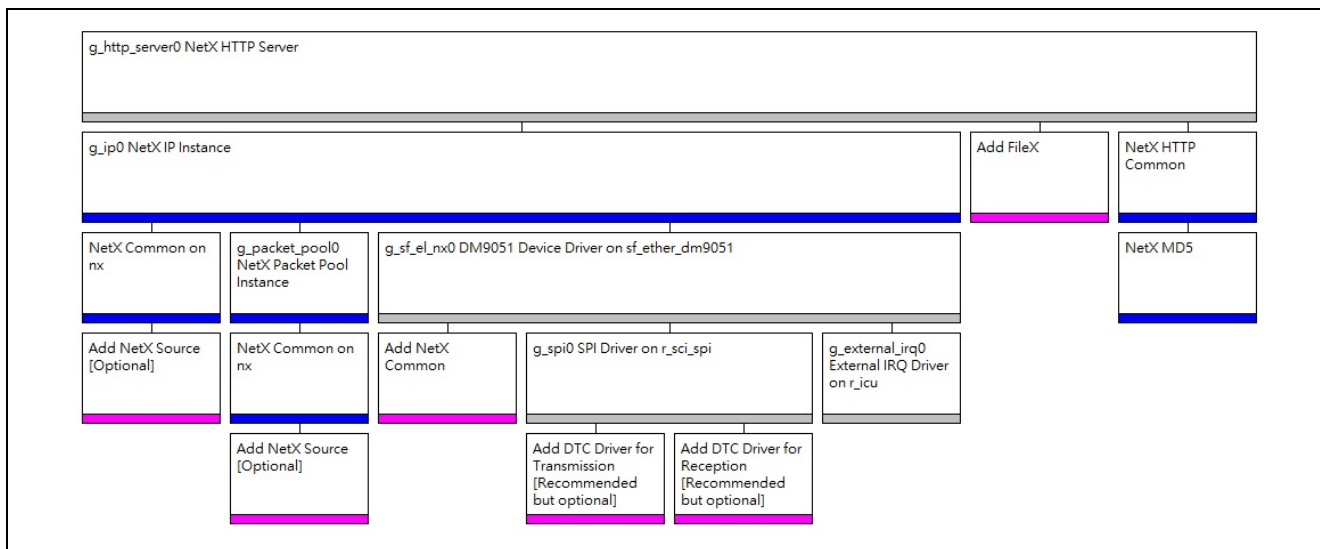 g_http_server0 NetX HTTP Server
g_ip0 NetX IP Instance
Add FileX
NetX HTTP
Common
NetX Common on
nx
g_packet_pool0
NetX Packet Pool
Instance
g_sf_el_nx0 DM9051 Device Driver on sf_ether_dm9051
NetX MD5
Add NetX Source
[Optional]
NetX Common on
nx
Add NetX
Common
g_spi0 SPI Driver on r_sci_spi
g_external_irq0
External IRQ Driver
on r_icu
Add NetX Source
[Optional]
Add DTC Driver for
Transmission
[Recommended
but optional]
Add DTC Driver for
Reception
[Recommended
but optional]